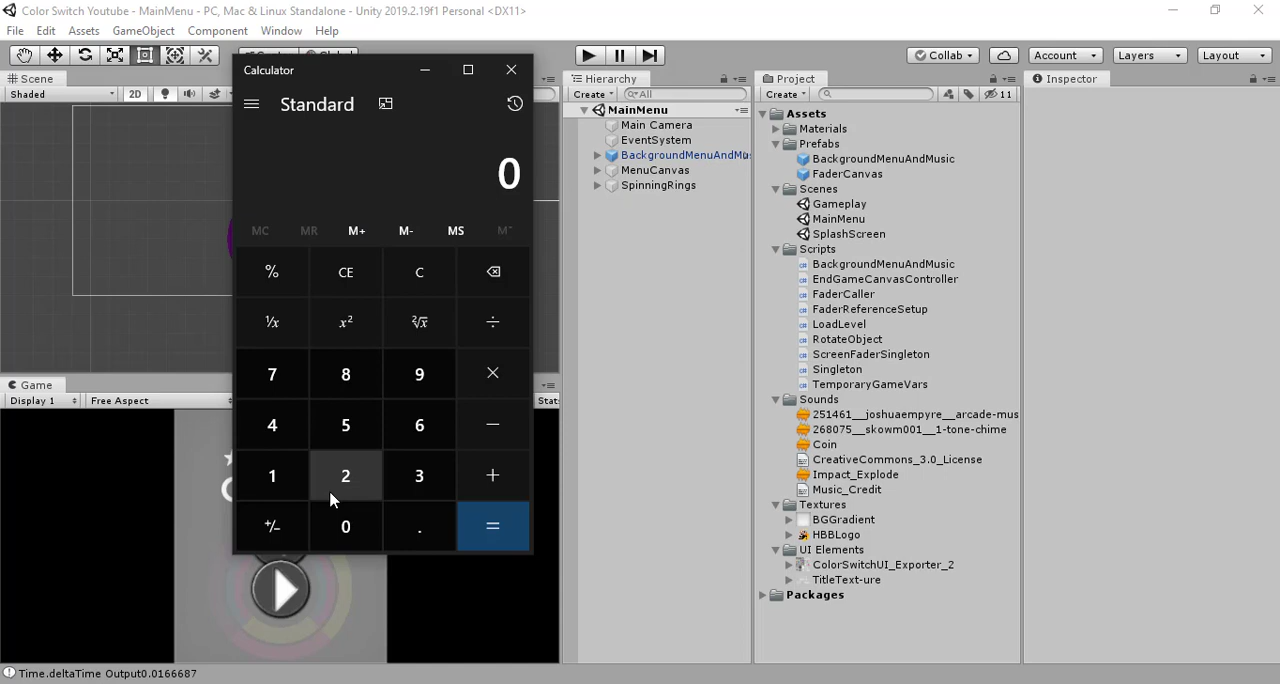 Color Switch Youtube - MainMenu - PC, Mac & Linux Standalone - Unity 2019.2.19f1 Personal <DX11>
File Edit Assets GameObject Component Window Help
Collab
Account
Layers
Layout
Scene
Shaded
2D
Calculator
Standard
0
MC MR M+ M- MS M˅
% CE C
¹/x x² ²√x ÷
7 8 9 ×
4 5 6 −
1 2 3 +
+/− 0 . =
Game
Display 1
Free Aspect
Stat
Hierarchy
Create
All
MainMenu
Main Camera
EventSystem
BackgroundMenuAndMu
MenuCanvas
SpinningRings
Project
Create
11
Assets
Materials
Prefabs
BackgroundMenuAndMusic
FaderCanvas
Scenes
Gameplay
MainMenu
SplashScreen
Scripts
BackgroundMenuAndMusic
EndGameCanvasController
FaderCaller
FaderReferenceSetup
LoadLevel
RotateObject
ScreenFaderSingleton
Singleton
TemporaryGameVars
Sounds
251461__joshuaempyre__arcade-mus
268075__skowm001__1-tone-chime
Coin
CreativeCommons_3.0_License
Impact_Explode
Music_Credit
Textures
BGGradient
HBBLogo
UI Elements
ColorSwitchUI_Exporter_2
TitleText-ure
Packages
Inspector
Time.deltaTime Output0.0166687